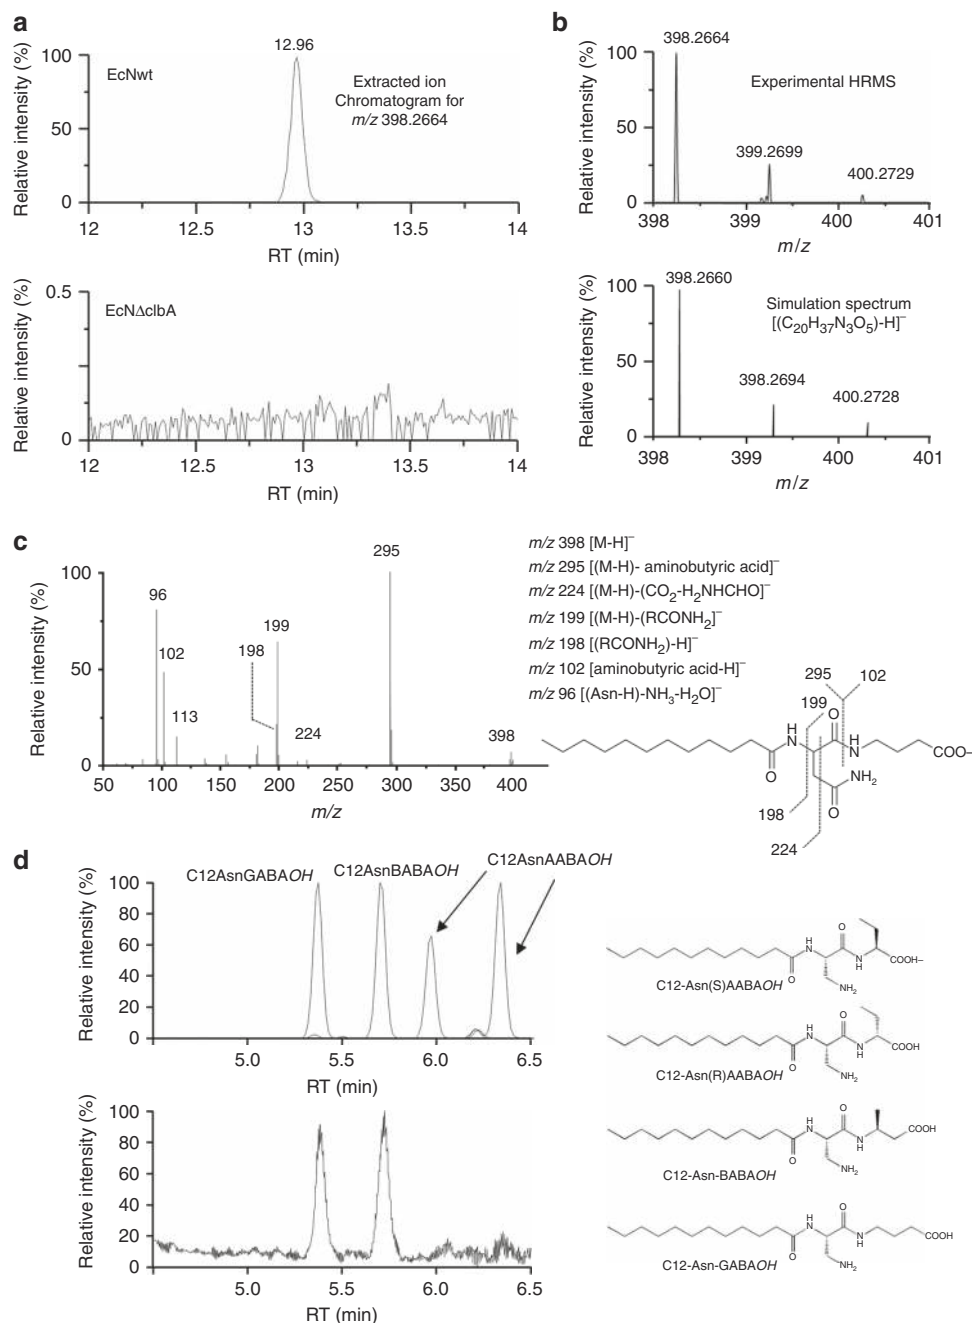 a
Relative intensity (%)
100
50
0
EcNwt
12.96
Extracted ion
Chromatogram for
m/z 398.2664
12 12.5 13 13.5 14
RT (min)
Relative intensity (%)
0.5
0
EcNΔclbA
12 12.5 13 13.5 14
RT (min)
b
Relative intensity (%)
100
50
0
398.2664
Experimental HRMS
399.2699
400.2729
398 399 400 401
m/z
Relative intensity (%)
100
50
0
398.2660
Simulation spectrum
[(C20H37N3O5)-H]–
398.2694
400.2728
398 399 400 401
m/z
c
Relative intensity (%)
100
50
0
96
102
113
198
199
224
295
398
50 100 150 200 250 300 350 400
m/z
m/z 398 [M-H]–
m/z 295 [(M-H)- aminobutyric acid]–
m/z 224 [(M-H)-(CO2-H2NHCHO]–
m/z 199 [(M-H)-(RCONH2]–
m/z 198 [(RCONH2)-H]–
m/z 102 [aminobutyric acid-H]–
m/z 96 [(Asn-H)-NH3-H2O]–
295 102
199
O
H
N
O
N
H
COO–
NH2
O
198
224
d
Relative intensity (%)
100
80
60
40
20
0
C12AsnGABAOH
C12AsnBABAOH
C12AsnAABAOH
5.0 5.5 6.0 6.5
RT (min)
Relative intensity (%)
100
80
60
40
20
0
5.0 5.5 6.0 6.5
RT (min)
O
H
N
O
N
H
COOH–
NH2
C12-Asn(S)AABAOH
O
H
N
O
N
H
COOH
NH2
C12-Asn(R)AABAOH
O
H
N
O
N
H
COOH
NH2
C12-Asn-BABAOH
O
H
N
O
N
H
COOH
NH2
C12-Asn-GABAOH